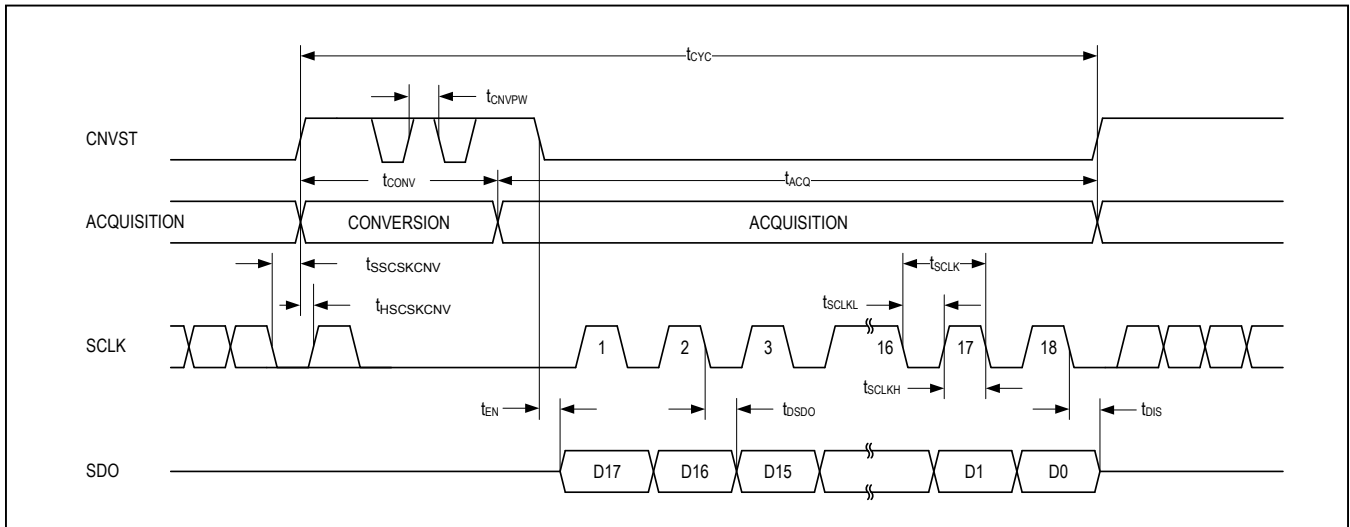 tCYC
tCNVPW
CNVST
tCONV
tACQ
ACQUISITION
CONVERSION
ACQUISITION
tSSCSKCNV
tSCLK
tHSCSKCNV
tSCLKL
SCLK
1
2
3
16
17
18
tSCLKH
tEN
tDSDO
tDIS
SDO
D17
D16
D15
D1
D0